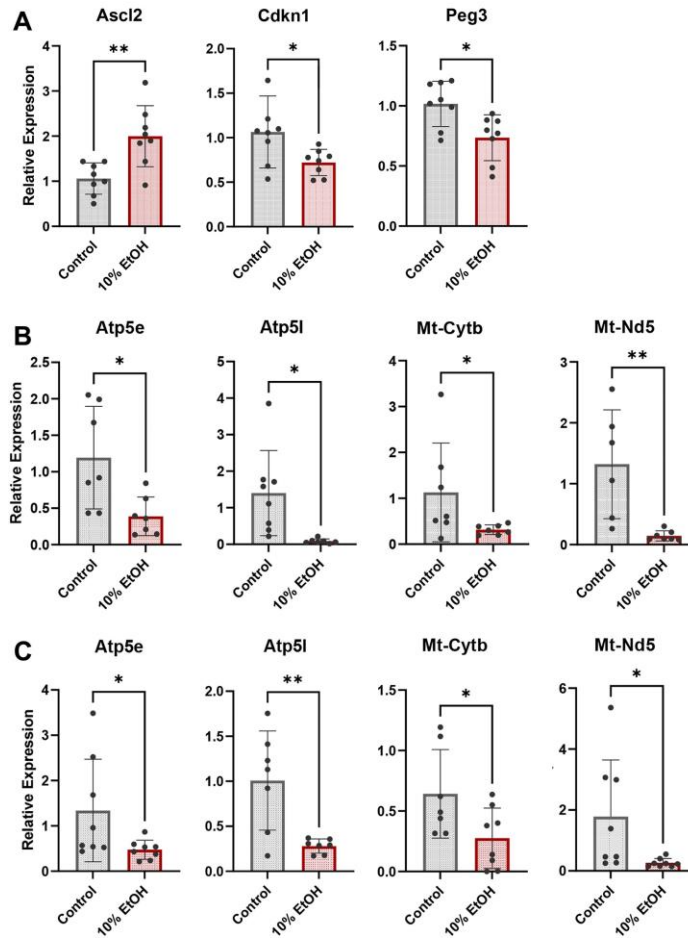 A
Ascl2
Cdkn1
Peg3
**
*
*
Relative Expression
4
3
2
1
0
1.5
1.0
0.5
0.0
1.5
1.0
0.5
0.0
Control
10% EtOH
Control
10% EtOH
Control
10% EtOH
B
Atp5e
Atp5l
Mt-Cytb
Mt-Nd5
*
*
*
**
Relative Expression
2.5
2.0
1.5
1.0
0.5
0.0
5
4
3
2
1
0
4
3
2
1
0
3
2
1
0
Control
10% EtOH
Control
10% EtOH
Control
10% EtOH
Control
10% EtOH
C
Atp5e
Atp5l
Mt-Cytb
Mt-Nd5
*
**
*
*
Relative Expression
4
3
2
1
0
2.0
1.5
1.0
0.5
0.0
1.5
1.0
0.5
0.0
6
4
2
0
Control
10% EtOH
Control
10% EtOH
Control
10% EtOH
Control
10% EtOH